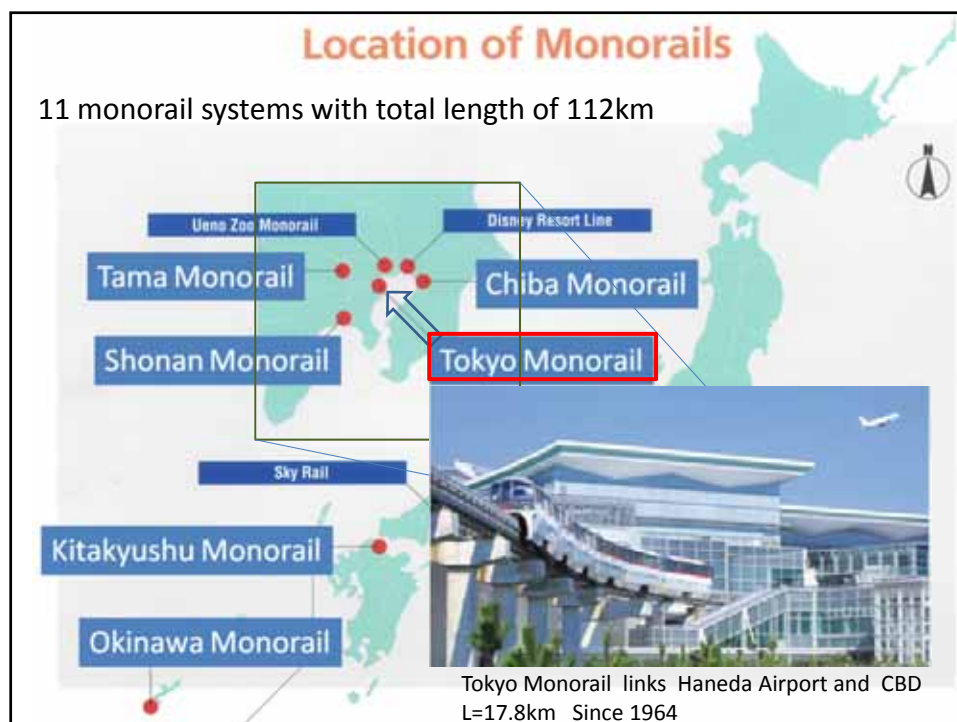 Location of Monorails
11 monorail systems with total length of 112km
N
Ueno Zoo Monorail
Disney Resort Line
Tama Monorail
Chiba Monorail
Shonan Monorail
Tokyo Monorail
Sky Rail
Kitakyushu Monorail
Okinawa Monorail
Tokyo Monorail links Haneda Airport and CBD
L=17.8km Since 1964